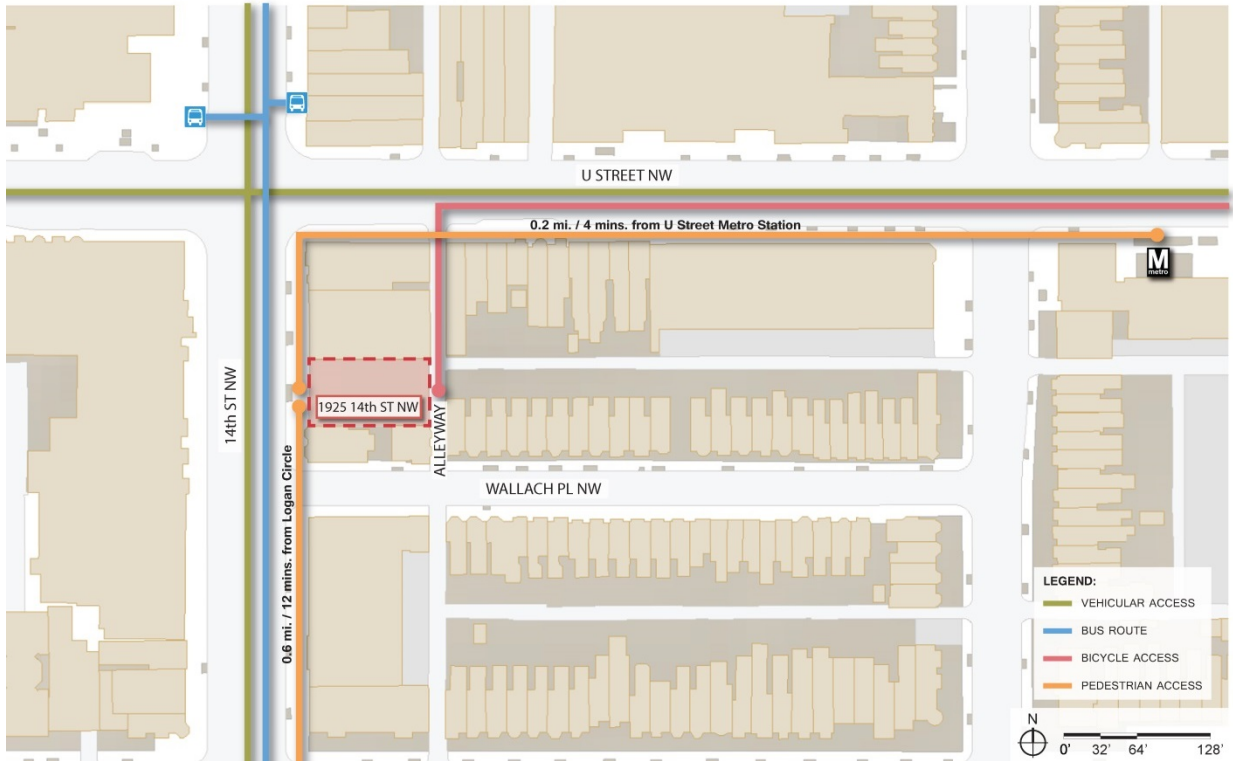 U STREET NW
0.2 mi. / 4 mins. from U Street Metro Station
M
metro
14th ST NW
1925 14th ST NW
ALLEYWAY
0.6 mi. / 12 mins. from Logan Circle
WALLACH PL NW
LEGEND:
VEHICULAR ACCESS
BUS ROUTE
BICYCLE ACCESS
PEDESTRIAN ACCESS
N
0' 32' 64' 128'